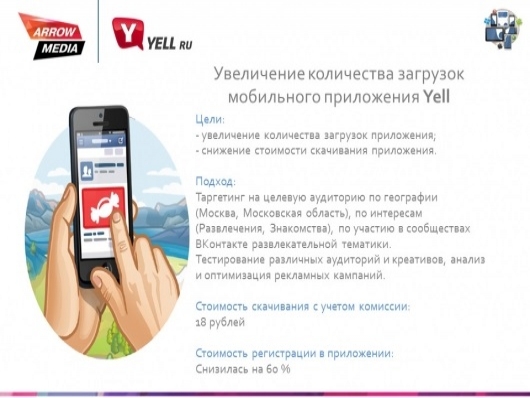 ARROW
MEDIA
Y YELL RU
Увеличение количества загрузок
мобильного приложения Yell
Цели:
- увеличение количества загрузок приложения;
- снижение стоимости скачивания приложения.
Подход:
Таргетинг на целевую аудиторию по географии
(Москва, Московская область), по интересам
(Развлечения, Знакомства), по участию в сообществах
ВКонтакте развлекательной тематики.
Тестирование различных аудиторий и креативов, анализ
и оптимизация рекламных кампаний.
Стоимость скачивания с учетом комиссии:
18 рублей
Стоимость регистрации в приложении:
Снизилась на 60 %